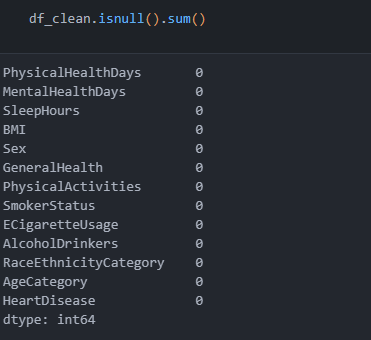 df_clean.isnull().sum()
PhysicalHealthDays 0
MentalHealthDays 0
SleepHours 0
BMI 0
Sex 0
GeneralHealth 0
PhysicalActivities 0
SmokerStatus 0
ECigaretteUsage 0
AlcoholDrinkers 0
RaceEthnicityCategory 0
AgeCategory 0
HeartDisease 0
dtype: int64